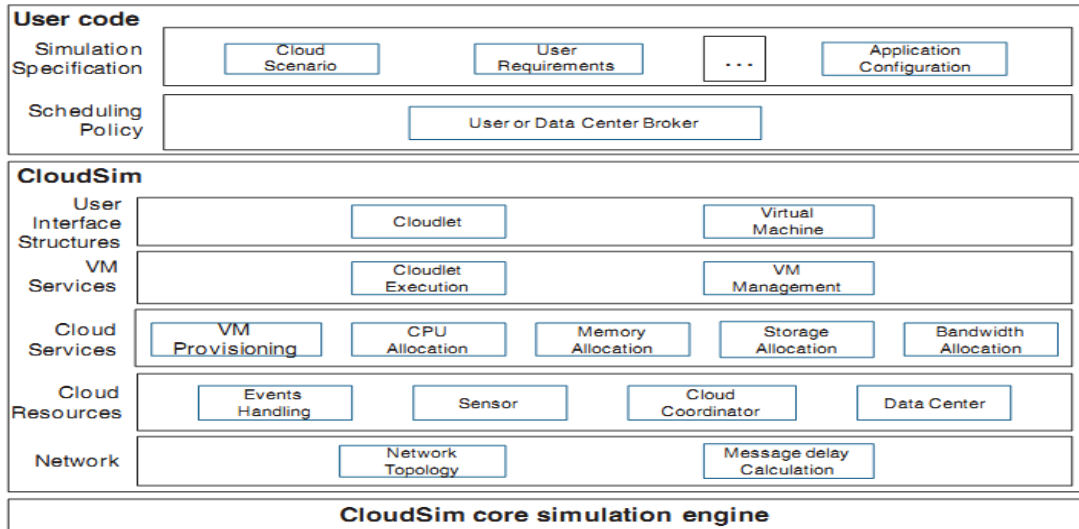 User code
Simulation
Specification
Cloud
Scenario
User
Requirements
...
Application
Configuration
Scheduling
Policy
User or Data Center Broker
CloudSim
User
Interface
Structures
Cloudlet
Virtual
Machine
VM
Services
Cloudlet
Execution
VM
Management
Cloud
Services
VM
Provisioning
CPU
Allocation
Memory
Allocation
Storage
Allocation
Bandwidth
Allocation
Cloud
Resources
Events
Handling
Sensor
Cloud
Coordinator
Data Center
Network
Network
Topology
Message delay
Calculation
CloudSim core simulation engine